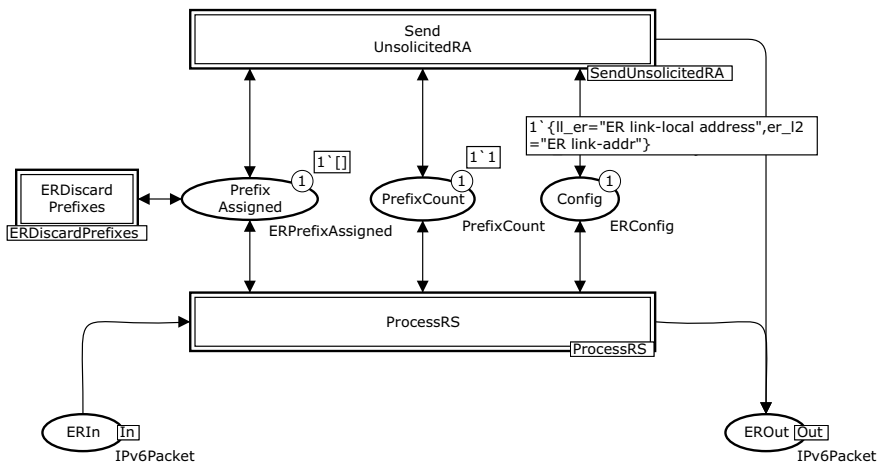 Send
UnsolicitedRA
SendUnsolicitedRA
1`{ll_er="ER link-local address",er_l2
="ER link-addr"}
1`[]
1`1
1
1
1
ERDiscard
Prefixes
ERDiscardPrefixes
Prefix
Assigned
ERPrefixAssigned
PrefixCount
PrefixCount
Config
ERConfig
ProcessRS
ProcessRS
ERIn
In
IPv6Packet
EROut
Out
IPv6Packet